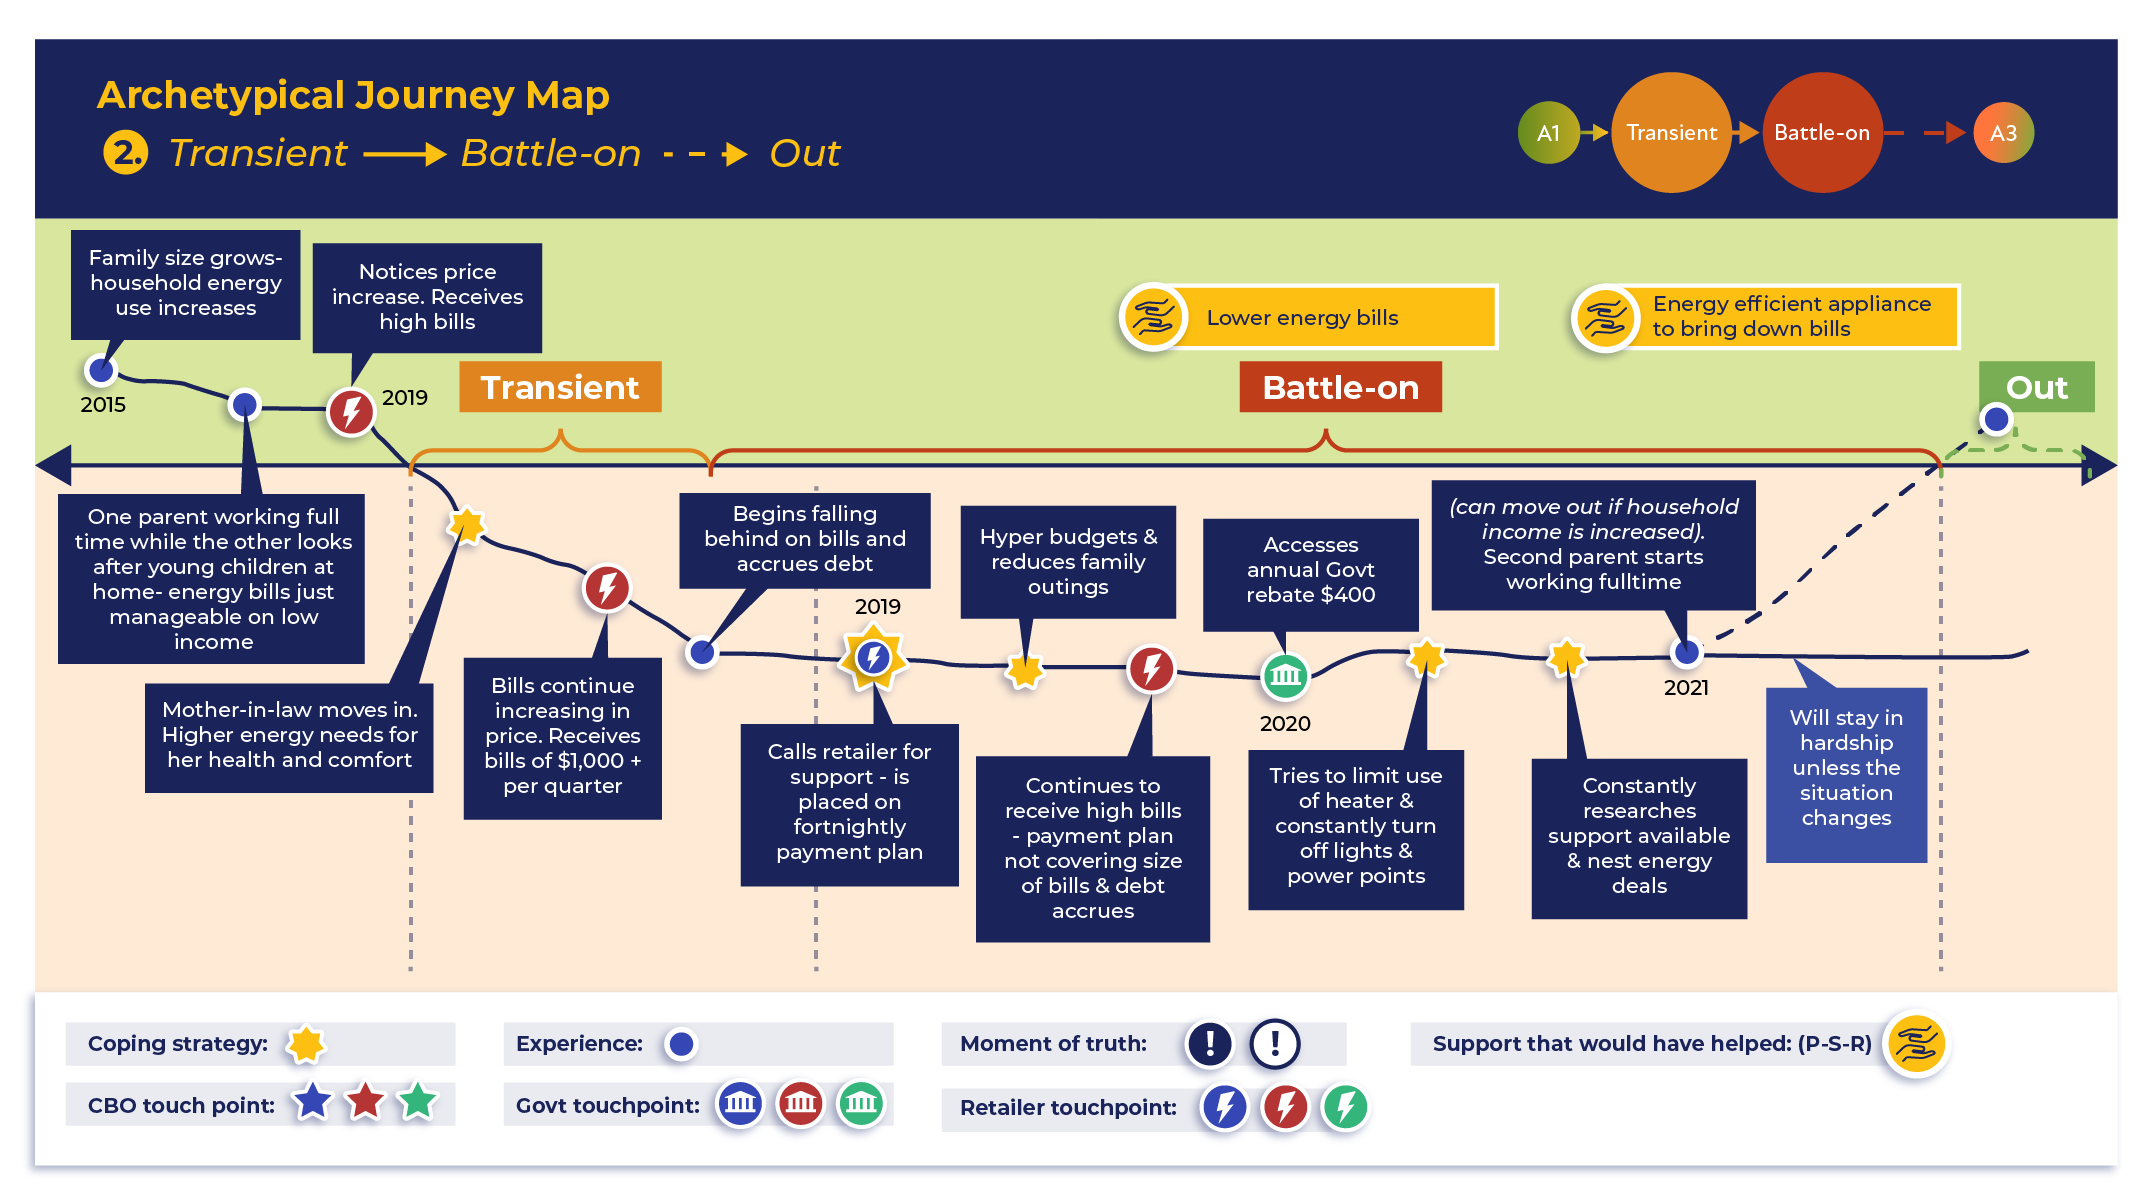 Archetypical Journey Map
2. Transient Battle-on Out
A1 Transient Battle-on A3
Family size grows-
household energy
use increases
Notices price
increase. Receives
high bills
Lower energy bills
Energy efficient appliance
to bring down bills
2015
2019
Transient
Battle-on
Out
One parent working full
time while the other looks
after young children at
home- energy bills just
manageable on low
income
Mother-in-law moves in.
Higher energy needs for
her health and comfort
Bills continue
increasing in
price. Receives
bills of $1,000 +
per quarter
Begins falling
behind on bills and
accrues debt
2019
Calls retailer for
support - is
placed on
fortnightly
payment plan
Hyper budgets &
reduces family
outings
Continues to
receive high bills
- payment plan
not covering size
of bills & debt
accrues
Accesses
annual Govt
rebate $400
2020
Tries to limit use
of heater &
constantly turn
off lights &
power points
Constantly
researches
support available
& nest energy
deals
(can move out if household
income is increased).
Second parent starts
working fulltime
2021
Will stay in
hardship
unless the
situation
changes
Coping strategy:
Experience:
Moment of truth: ! !
Support that would have helped: (P-S-R)
CBO touch point:
Govt touchpoint:
Retailer touchpoint: